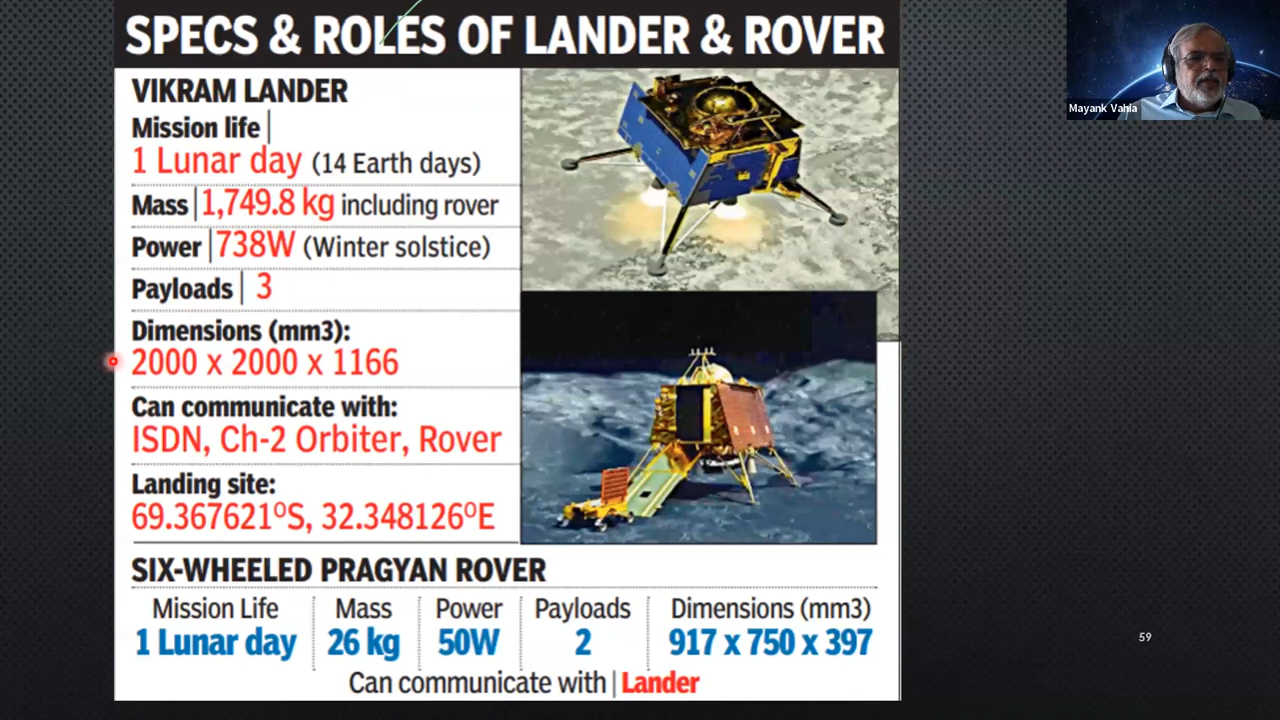 SPECS & ROLES OF LANDER & ROVER
VIKRAM LANDER
Mission life |
1 Lunar day (14 Earth days)
Mass | 1,749.8 kg including rover
Power | 738W (Winter solstice)
Payloads | 3
Dimensions (mm3):
2000 x 2000 x 1166
Can communicate with:
ISDN, Ch-2 Orbiter, Rover
Landing site:
69.367621ºS, 32.348126ºE
SIX-WHEELED PRAGYAN ROVER
Mission Life Mass Power Payloads Dimensions (mm3)
1 Lunar day 26 kg 50W 2 917 x 750 x 397
Can communicate with | Lander
Mayank Vahia
59